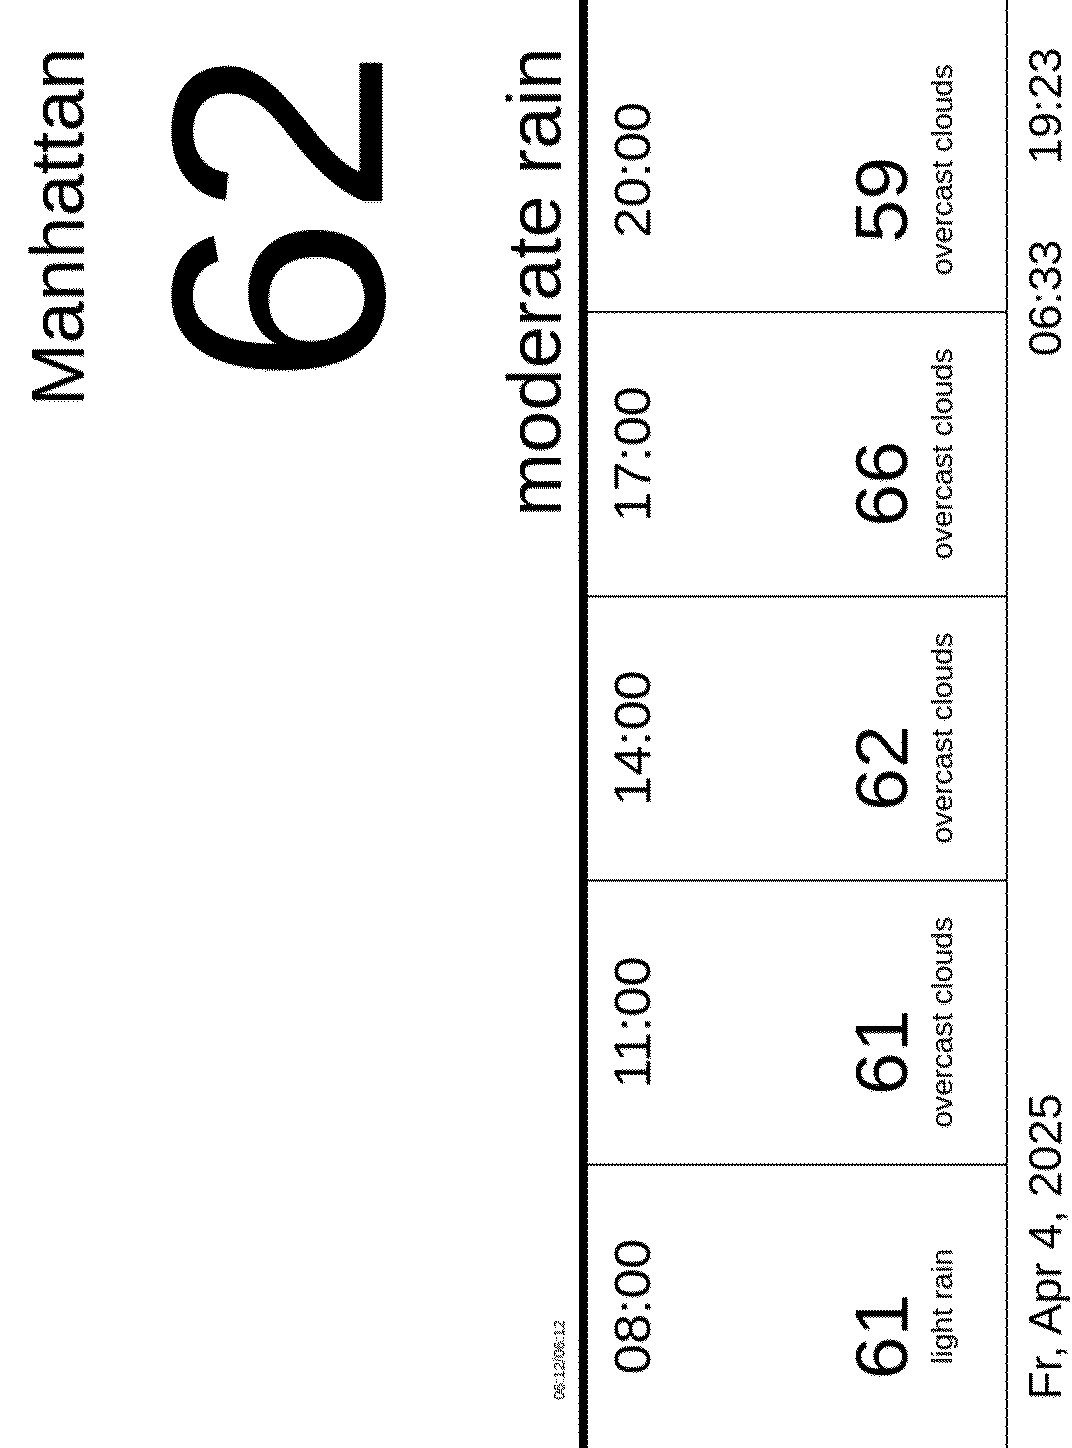 Manhattan
62
moderate rain
06:12/06:12
08:00 11:00 14:00 17:00 20:00
61 61 62 66 59
light rain overcast clouds overcast clouds overcast clouds overcast clouds
Fr, Apr 4, 2025 06:33 19:23